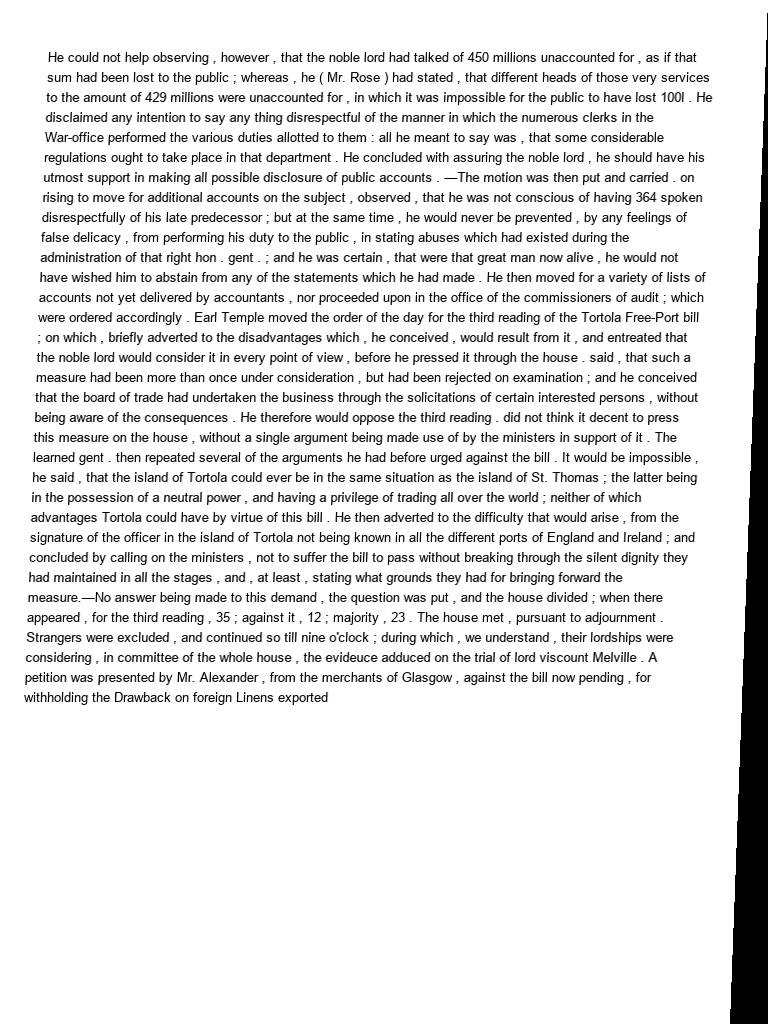 He could not help observing , however , that the noble lord had talked of 450 millions unaccounted for , as if that
sum had been lost to the public ; whereas , he ( Mr. Rose ) had stated , that different heads of those very services
to the amount of 429 millions were unaccounted for , in which it was impossible for the public to have lost 100l . He
disclaimed any intention to say any thing disrespectful of the manner in which the numerous clerks in the
War-office performed the various duties allotted to them : all he meant to say was , that some considerable
regulations ought to take place in that department . He concluded with assuring the noble lord , he should have his
utmost support in making all possible disclosure of public accounts . —The motion was then put and carried . on
rising to move for additional accounts on the subject , observed , that he was not conscious of having 364 spoken
disrespectfully of his late predecessor ; but at the same time , he would never be prevented , by any feelings of
false delicacy , from performing his duty to the public , in stating abuses which had existed during the
administration of that right hon . gent . ; and he was certain , that were that great man now alive , he would not
have wished him to abstain from any of the statements which he had made . He then moved for a variety of lists of
accounts not yet delivered by accountants , nor proceeded upon in the office of the commissioners of audit ; which
were ordered accordingly . Earl Temple moved the order of the day for the third reading of the Tortola Free-Port bill
; on which , briefly adverted to the disadvantages which , he conceived , would result from it , and entreated that
the noble lord would consider it in every point of view , before he pressed it through the house . said , that such a
measure had been more than once under consideration , but had been rejected on examination ; and he conceived
that the board of trade had undertaken the business through the solicitations of certain interested persons , without
being aware of the consequences . He therefore would oppose the third reading . did not think it decent to press
this measure on the house , without a single argument being made use of by the ministers in support of it . The
learned gent . then repeated several of the arguments he had before urged against the bill . It would be impossible ,
he said , that the island of Tortola could ever be in the same situation as the island of St. Thomas ; the latter being
in the possession of a neutral power , and having a privilege of trading all over the world ; neither of which
advantages Tortola could have by virtue of this bill . He then adverted to the difficulty that would arise , from the
signature of the officer in the island of Tortola not being known in all the different ports of England and Ireland ; and
concluded by calling on the ministers , not to suffer the bill to pass without breaking through the silent dignity they
had maintained in all the stages , and , at least , stating what grounds they had for bringing forward the
measure.—No answer being made to this demand , the question was put , and the house divided ; when there
appeared , for the third reading , 35 ; against it , 12 ; majority , 23 . The house met , pursuant to adjournment .
Strangers were excluded , and continued so till nine o'clock ; during which , we understand , their lordships were
considering , in committee of the whole house , the evideuce adduced on the trial of lord viscount Melville . A
petition was presented by Mr. Alexander , from the merchants of Glasgow , against the bill now pending , for
withholding the Drawback on foreign Linens exported